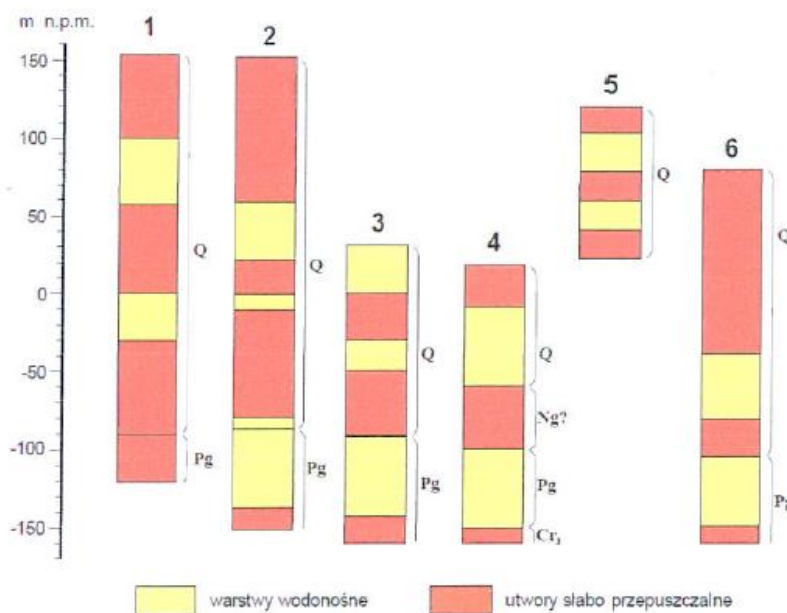 m n.p.m.
1
2
3
4
5
6
150
100
50
0
-50
-100
-150
Q
Pg
Q
Pg
Q
Pg
Q
Ng?
Pg
Q
Q
warstwy wodonośne
utwory słabo przepuszczalne